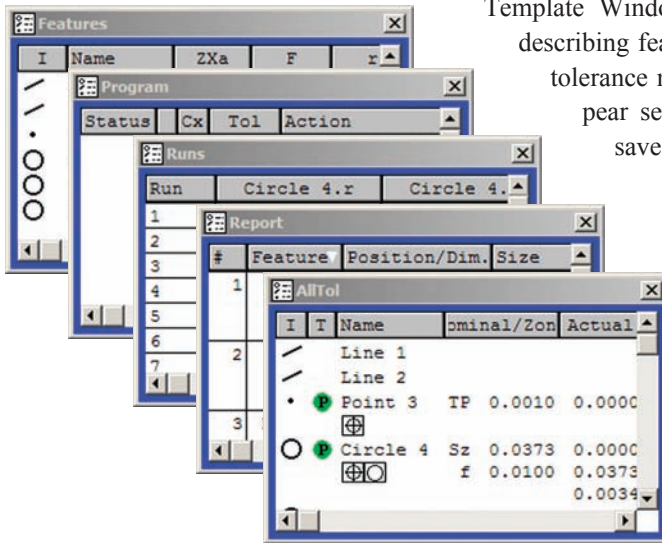 Template Windo
describing fea
tolerance r
pear se
save
Features
I Name ZXa F r
Program
Status Cx Tol Action
Runs
Run Circle 4.r Circle 4.
1
2
3
4
5
6
7
Report
# Feature Position/Dim. Size
1
2
3
AllTol
I T Name ominal/Zon Actual
Line 1
Line 2
P Point 3 TP 0.0010 0.0000
P Circle 4 Sz 0.0373 0.0000
f 0.0100 0.0373
0.0034